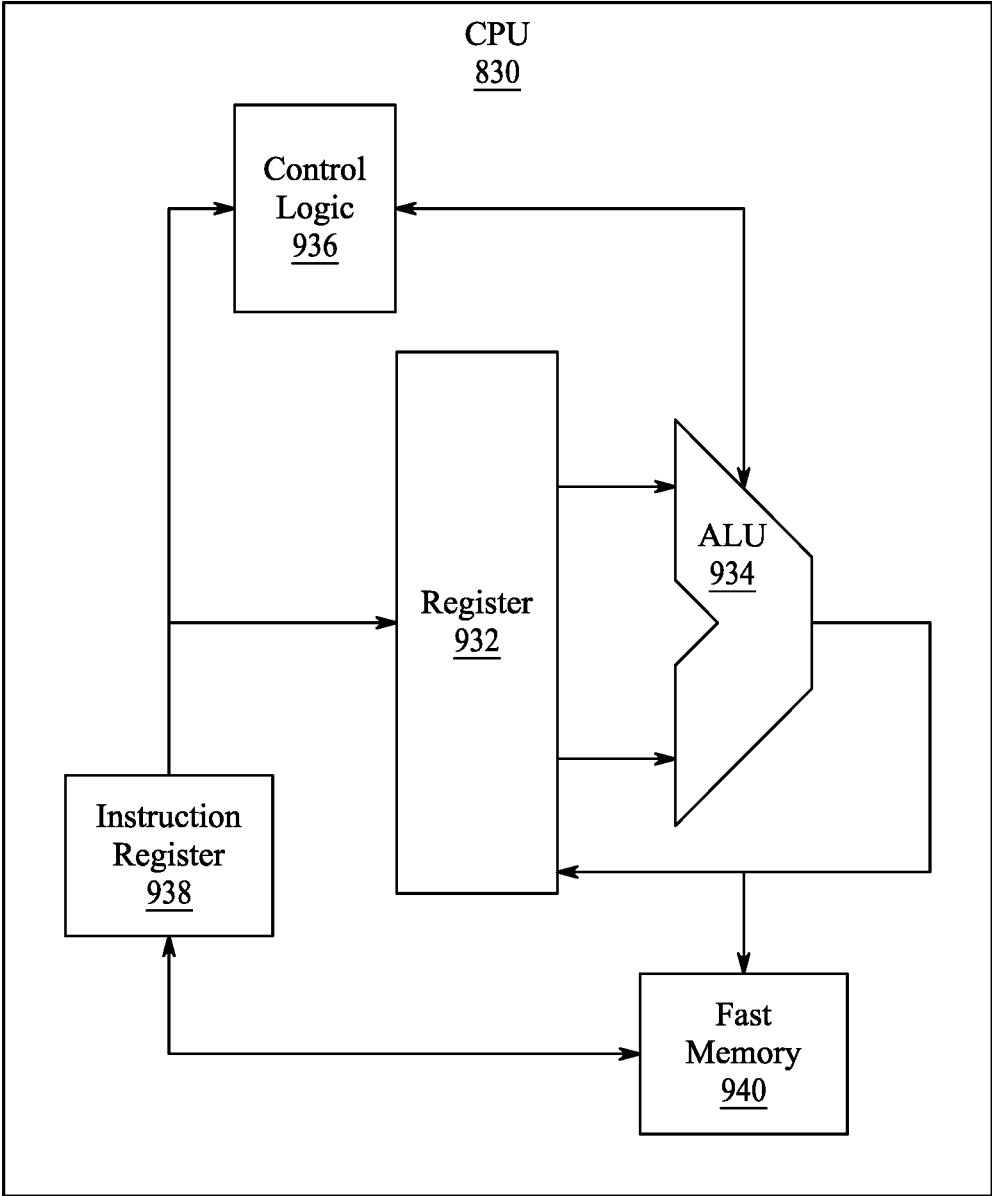 CPU
830
Control
Logic
936
ALU
934
Register
932
Instruction
Register
938
Fast
Memory
940